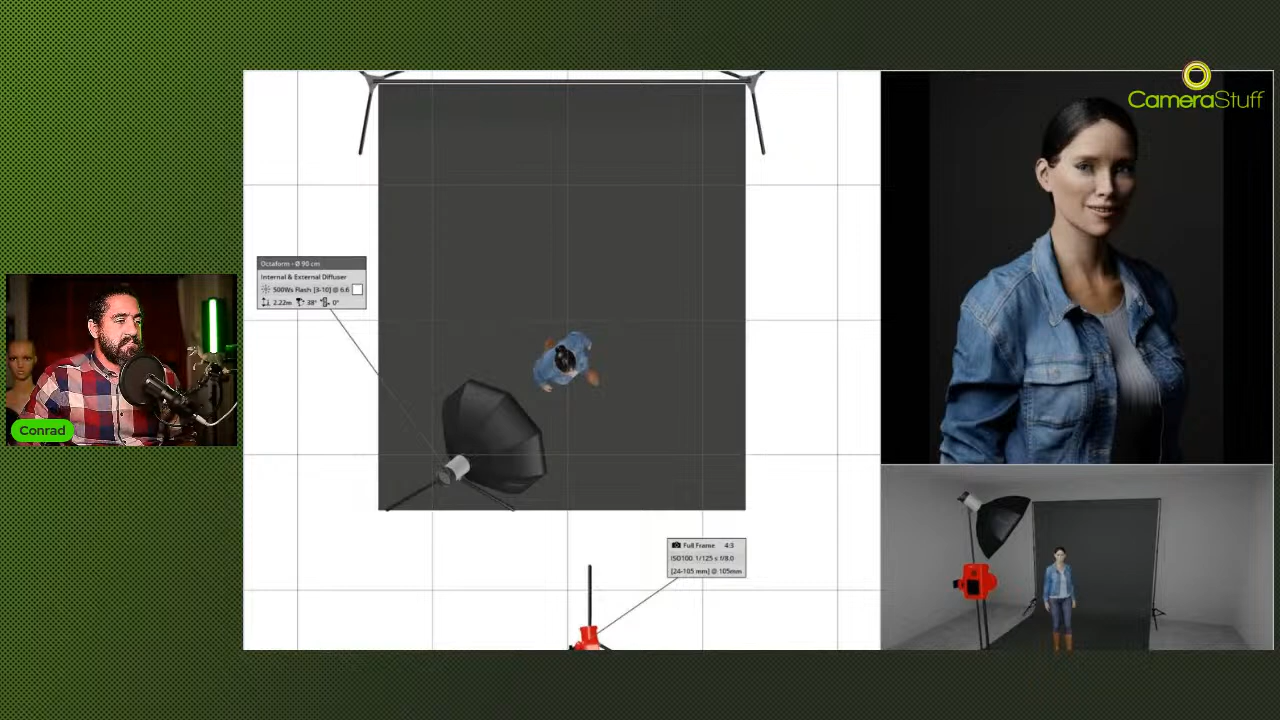 CameraStuff
Octaform - Ø 90 cm
Internal & External Diffuser
500Ws Flash [3-10] @ 6.6
2.22m 38° 0°
Conrad
Full Frame 4:3
ISO100 1/125 s f/8.0
[24-105 mm] @ 105mm